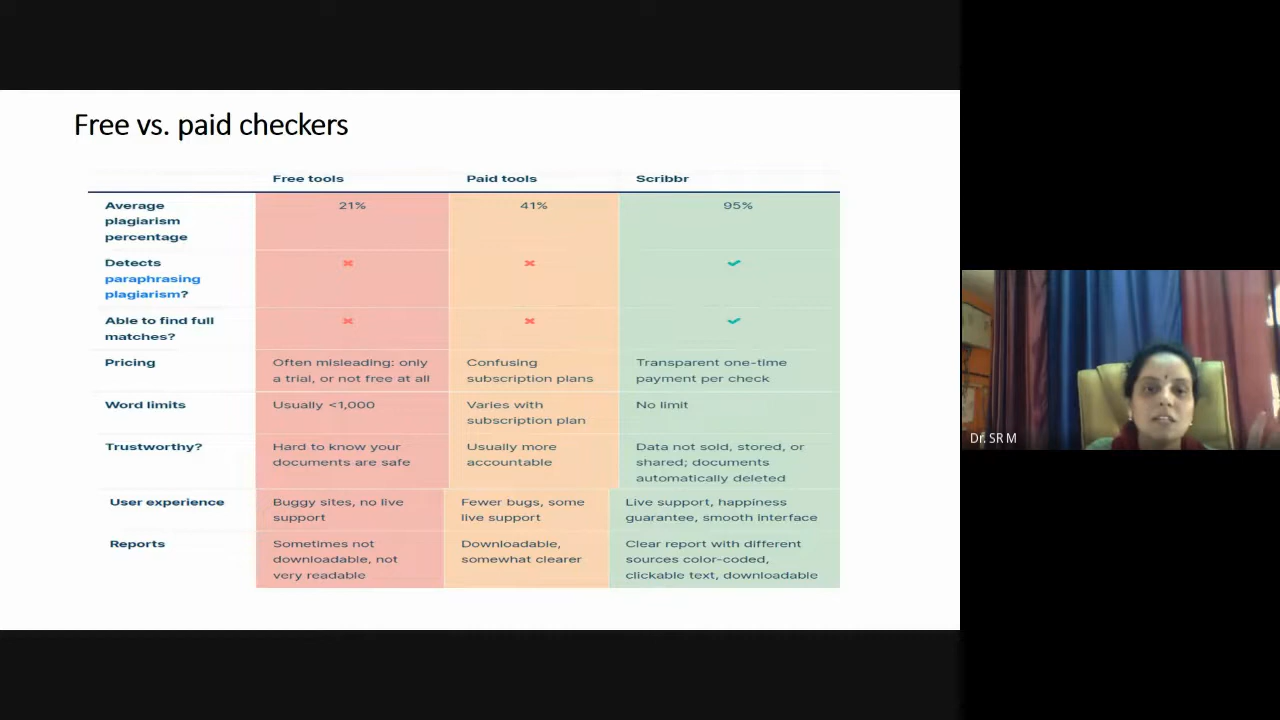 Free vs. paid checkers
Free tools
Paid tools
Scribbr
Average
plagiarism
percentage
21%
41%
95%
Detects
paraphrasing
plagiarism?
✖
✖
✔
Able to find full
matches?
✖
✖
✔
Pricing
Often misleading: only
a trial, or not free at all
Confusing
subscription plans
Transparent one-time
payment per check
Word limits
Usually <1,000
Varies with
subscription plan
No limit
Trustworthy?
Hard to know your
documents are safe
Usually more
accountable
Data not sold, stored, or
shared; documents
automatically deleted
User experience
Buggy sites, no live
support
Fewer bugs, some
live support
Live support, happiness
guarantee, smooth interface
Reports
Sometimes not
downloadable, not
very readable
Downloadable,
somewhat clearer
Clear report with different
sources color-coded,
clickable text, downloadable
Dr. SR M